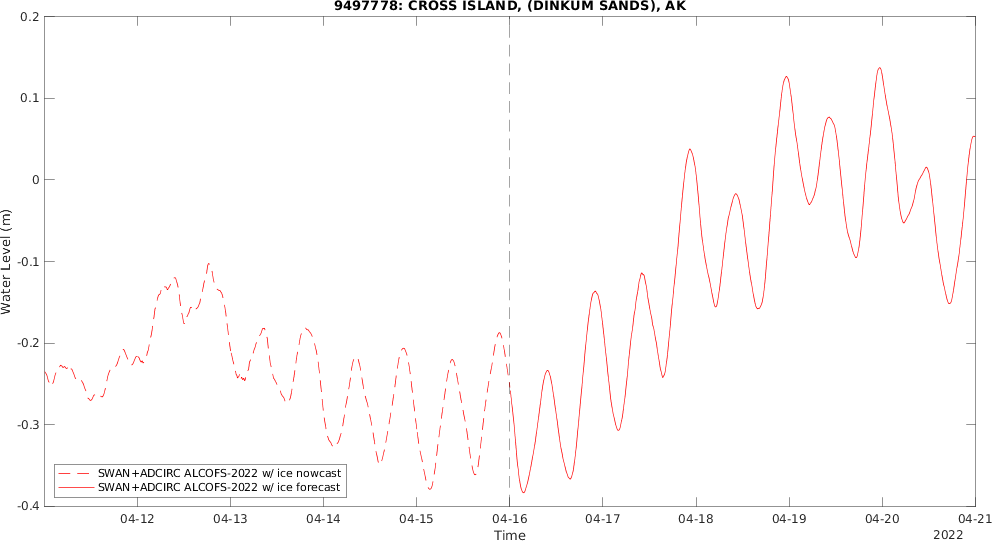 9497778: CROSS ISLAND, (DINKUM SANDS), AK
0.2
0.1
0
-0.1
-0.2
-0.3
-0.4
Water Level (m)
SWAN+ADCIRC ALCOFS-2022 w/ ice nowcast
SWAN+ADCIRC ALCOFS-2022 w/ ice forecast
04-12 04-13 04-14 04-15 04-16 04-17 04-18 04-19 04-20 04-21
Time
2022